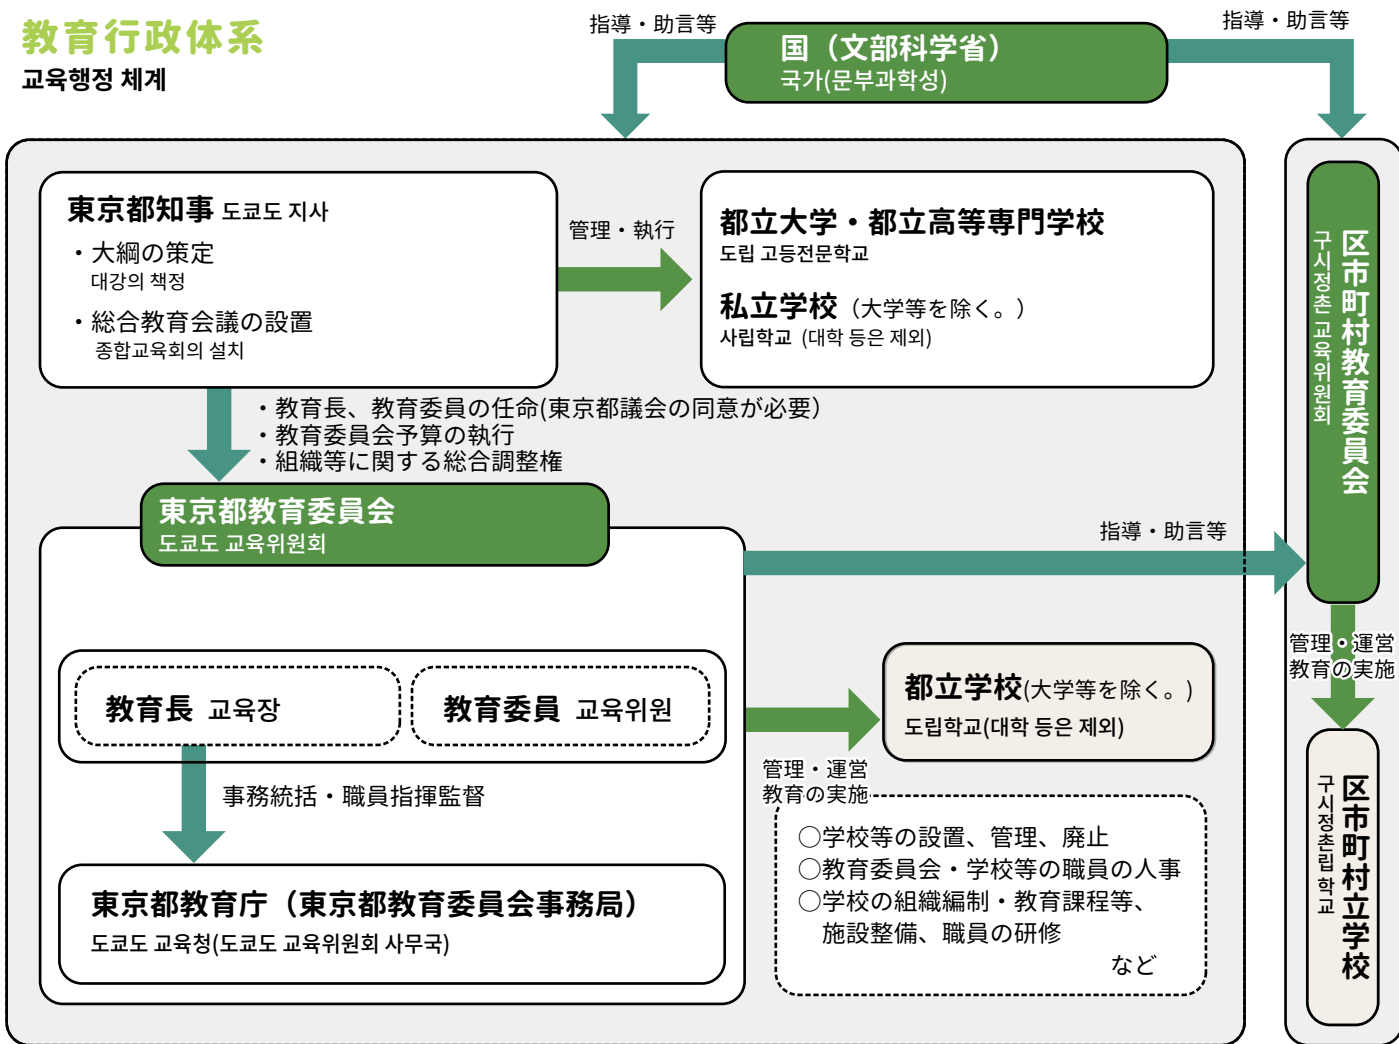 教育行政体系
교육행정 체계
指導・助言等
国（文部科学省）
국가(문부과학성)
指導・助言等
東京都知事 도쿄도 지사
・大綱の策定
대강의 책정
・総合教育会議の設置
종합교육회의 설치
管理・執行
都立大学・都立高等専門学校
도립 고등전문학교
私立学校（大学等を除く。）
사립학교 (대학 등은 제외)
・教育長、教育委員の任命(東京都議会の同意が必要）
・教育委員会予算の執行
・組織等に関する総合調整権
東京都教育委員会
도쿄도 교육위원회
指導・助言等
区市町村教育委員会
구시정촌 교육위원회
教育長 교육장
教育委員 교육위원
事務統括・職員指揮監督
東京都教育庁（東京都教育委員会事務局）
도쿄도 교육청(도쿄도 교육위원회 사무국)
都立学校(大学等を除く。)
도립학교(대학 등은 제외)
管理・運営
教育の実施
○学校等の設置、管理、廃止
○教育委員会・学校等の職員の人事
○学校の組織編制・教育課程等、
施設整備、職員の研修
など
管理・運営
教育の実施
区市町村立学校
구시정촌립 학교